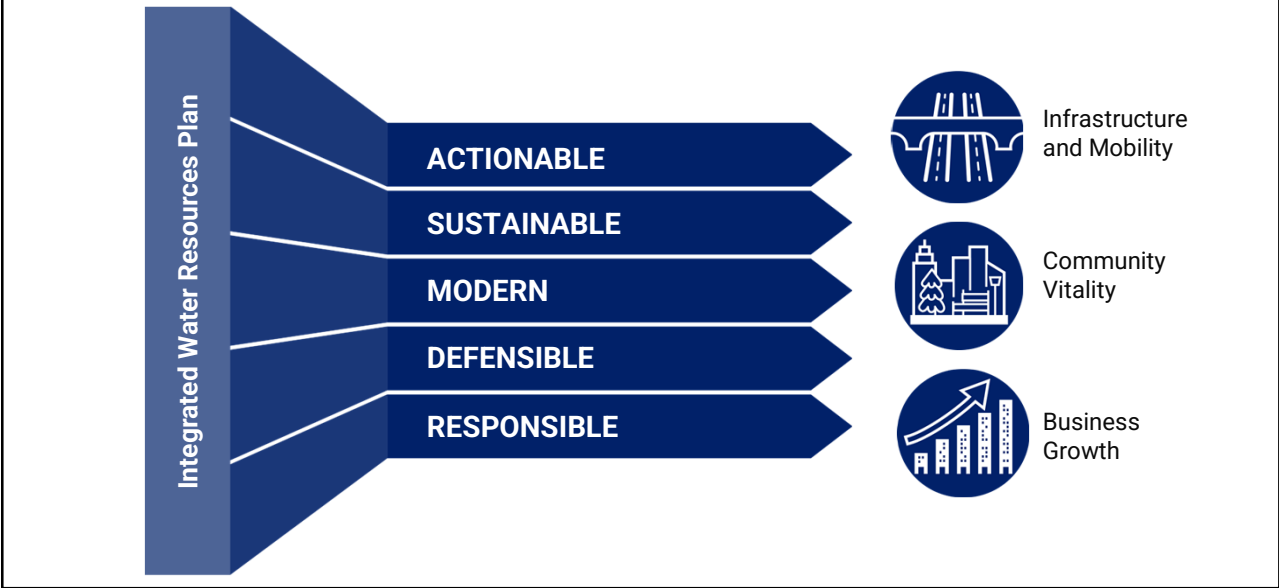 Integrated Water Resources Plan
ACTIONABLE
SUSTAINABLE
MODERN
DEFENSIBLE
RESPONSIBLE
Infrastructure
and Mobility
Community
Vitality
Business
Growth